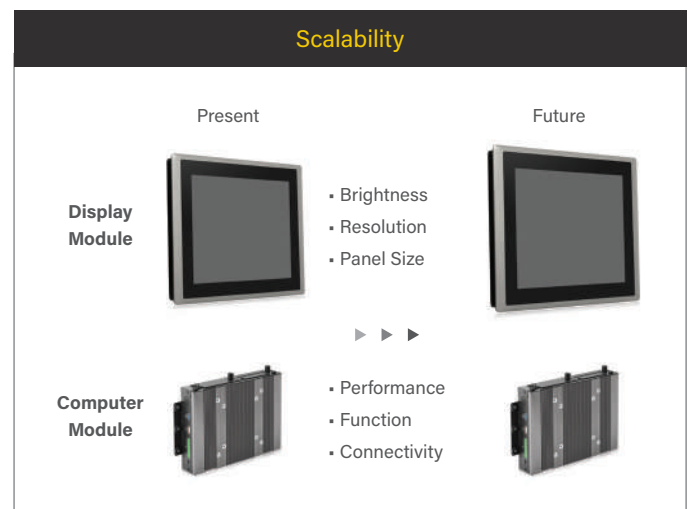 Scalability
Present
Future
Display
Module
▪ Brightness
▪ Resolution
▪ Panel Size
Computer
Module
▪ Performance
▪ Function
▪ Connectivity